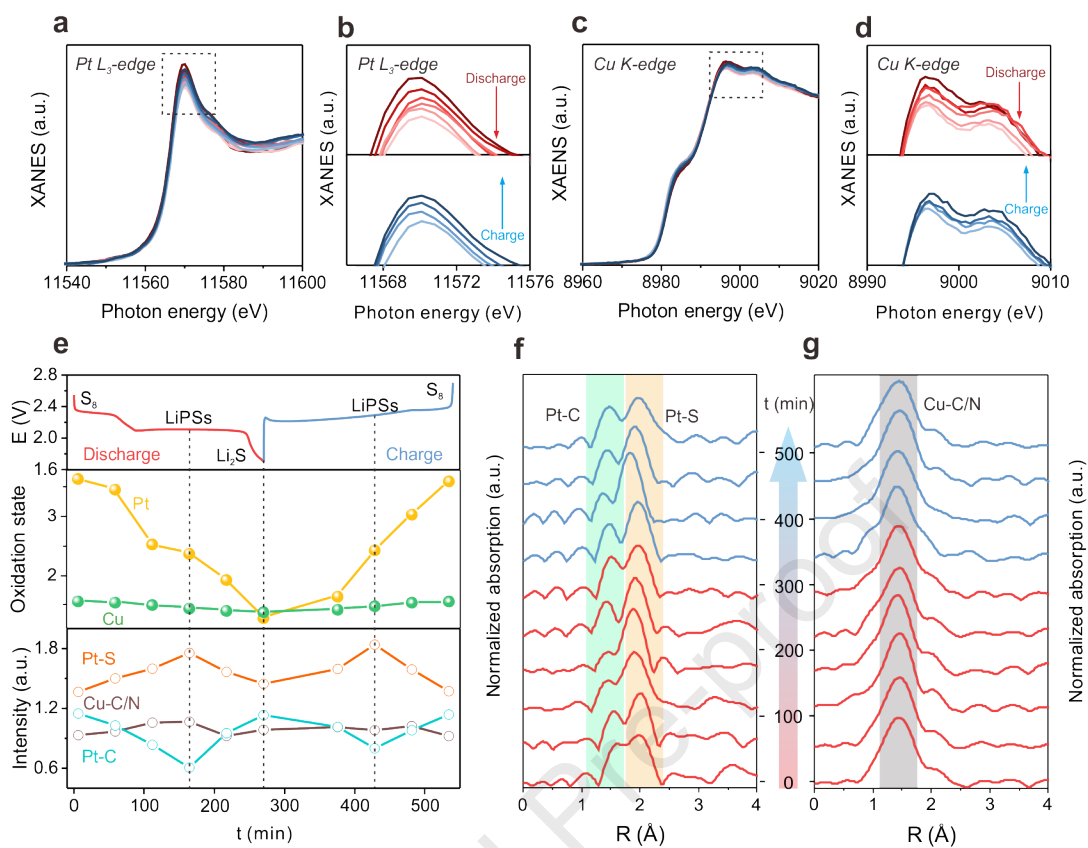 a
Pt L3-edge
XANES (a.u.)
11540 11560 11580 11600
Photon energy (eV)
b
Pt L3-edge
Discharge
Charge
XANES (a.u.)
11568 11572 11576
Photon energy (eV)
c
Cu K-edge
XAENS (a.u.)
8960 8980 9000 9020
Photon energy (eV)
d
Cu K-edge
Discharge
Charge
XANES (a.u.)
8990 9000 9010
Photon energy (eV)
e
E (V)
2.8
2.4
2.0
1.6
S8
LiPSs
Discharge
Li2S
S8
LiPSs
Charge
Oxidation state
3
2
Pt
Cu
Intensity (a.u.)
1.8
1.2
0.6
Pt-S
Cu-C/N
Pt-C
0 100 200 300 400 500
t (min)
f
Pt-C
Pt-S
Normalized absorption (a.u.)
0 1 2 3 4
R (Å)
t (min)
500
400
300
200
100
0
g
Cu-C/N
Normalized absorption (a.u.)
0 1 2 3 4
R (Å)
Pre-proof